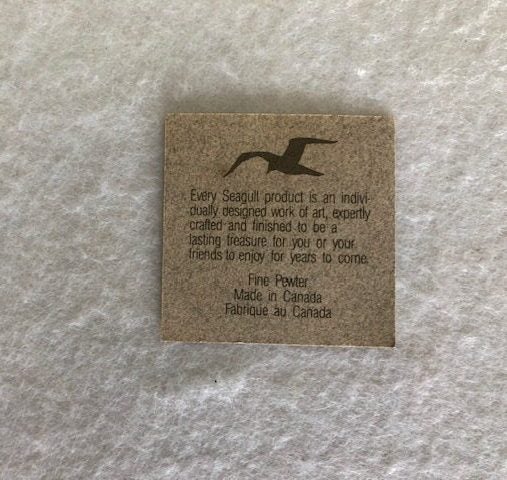 Every Seagull product is an indivi-
dually designed work of art, expertly
crafted and finished to be a
lasting treasure for you or your
friends to enjoy for years to come.
Fine Pewter
Made in Canada
Fabrique au Canada